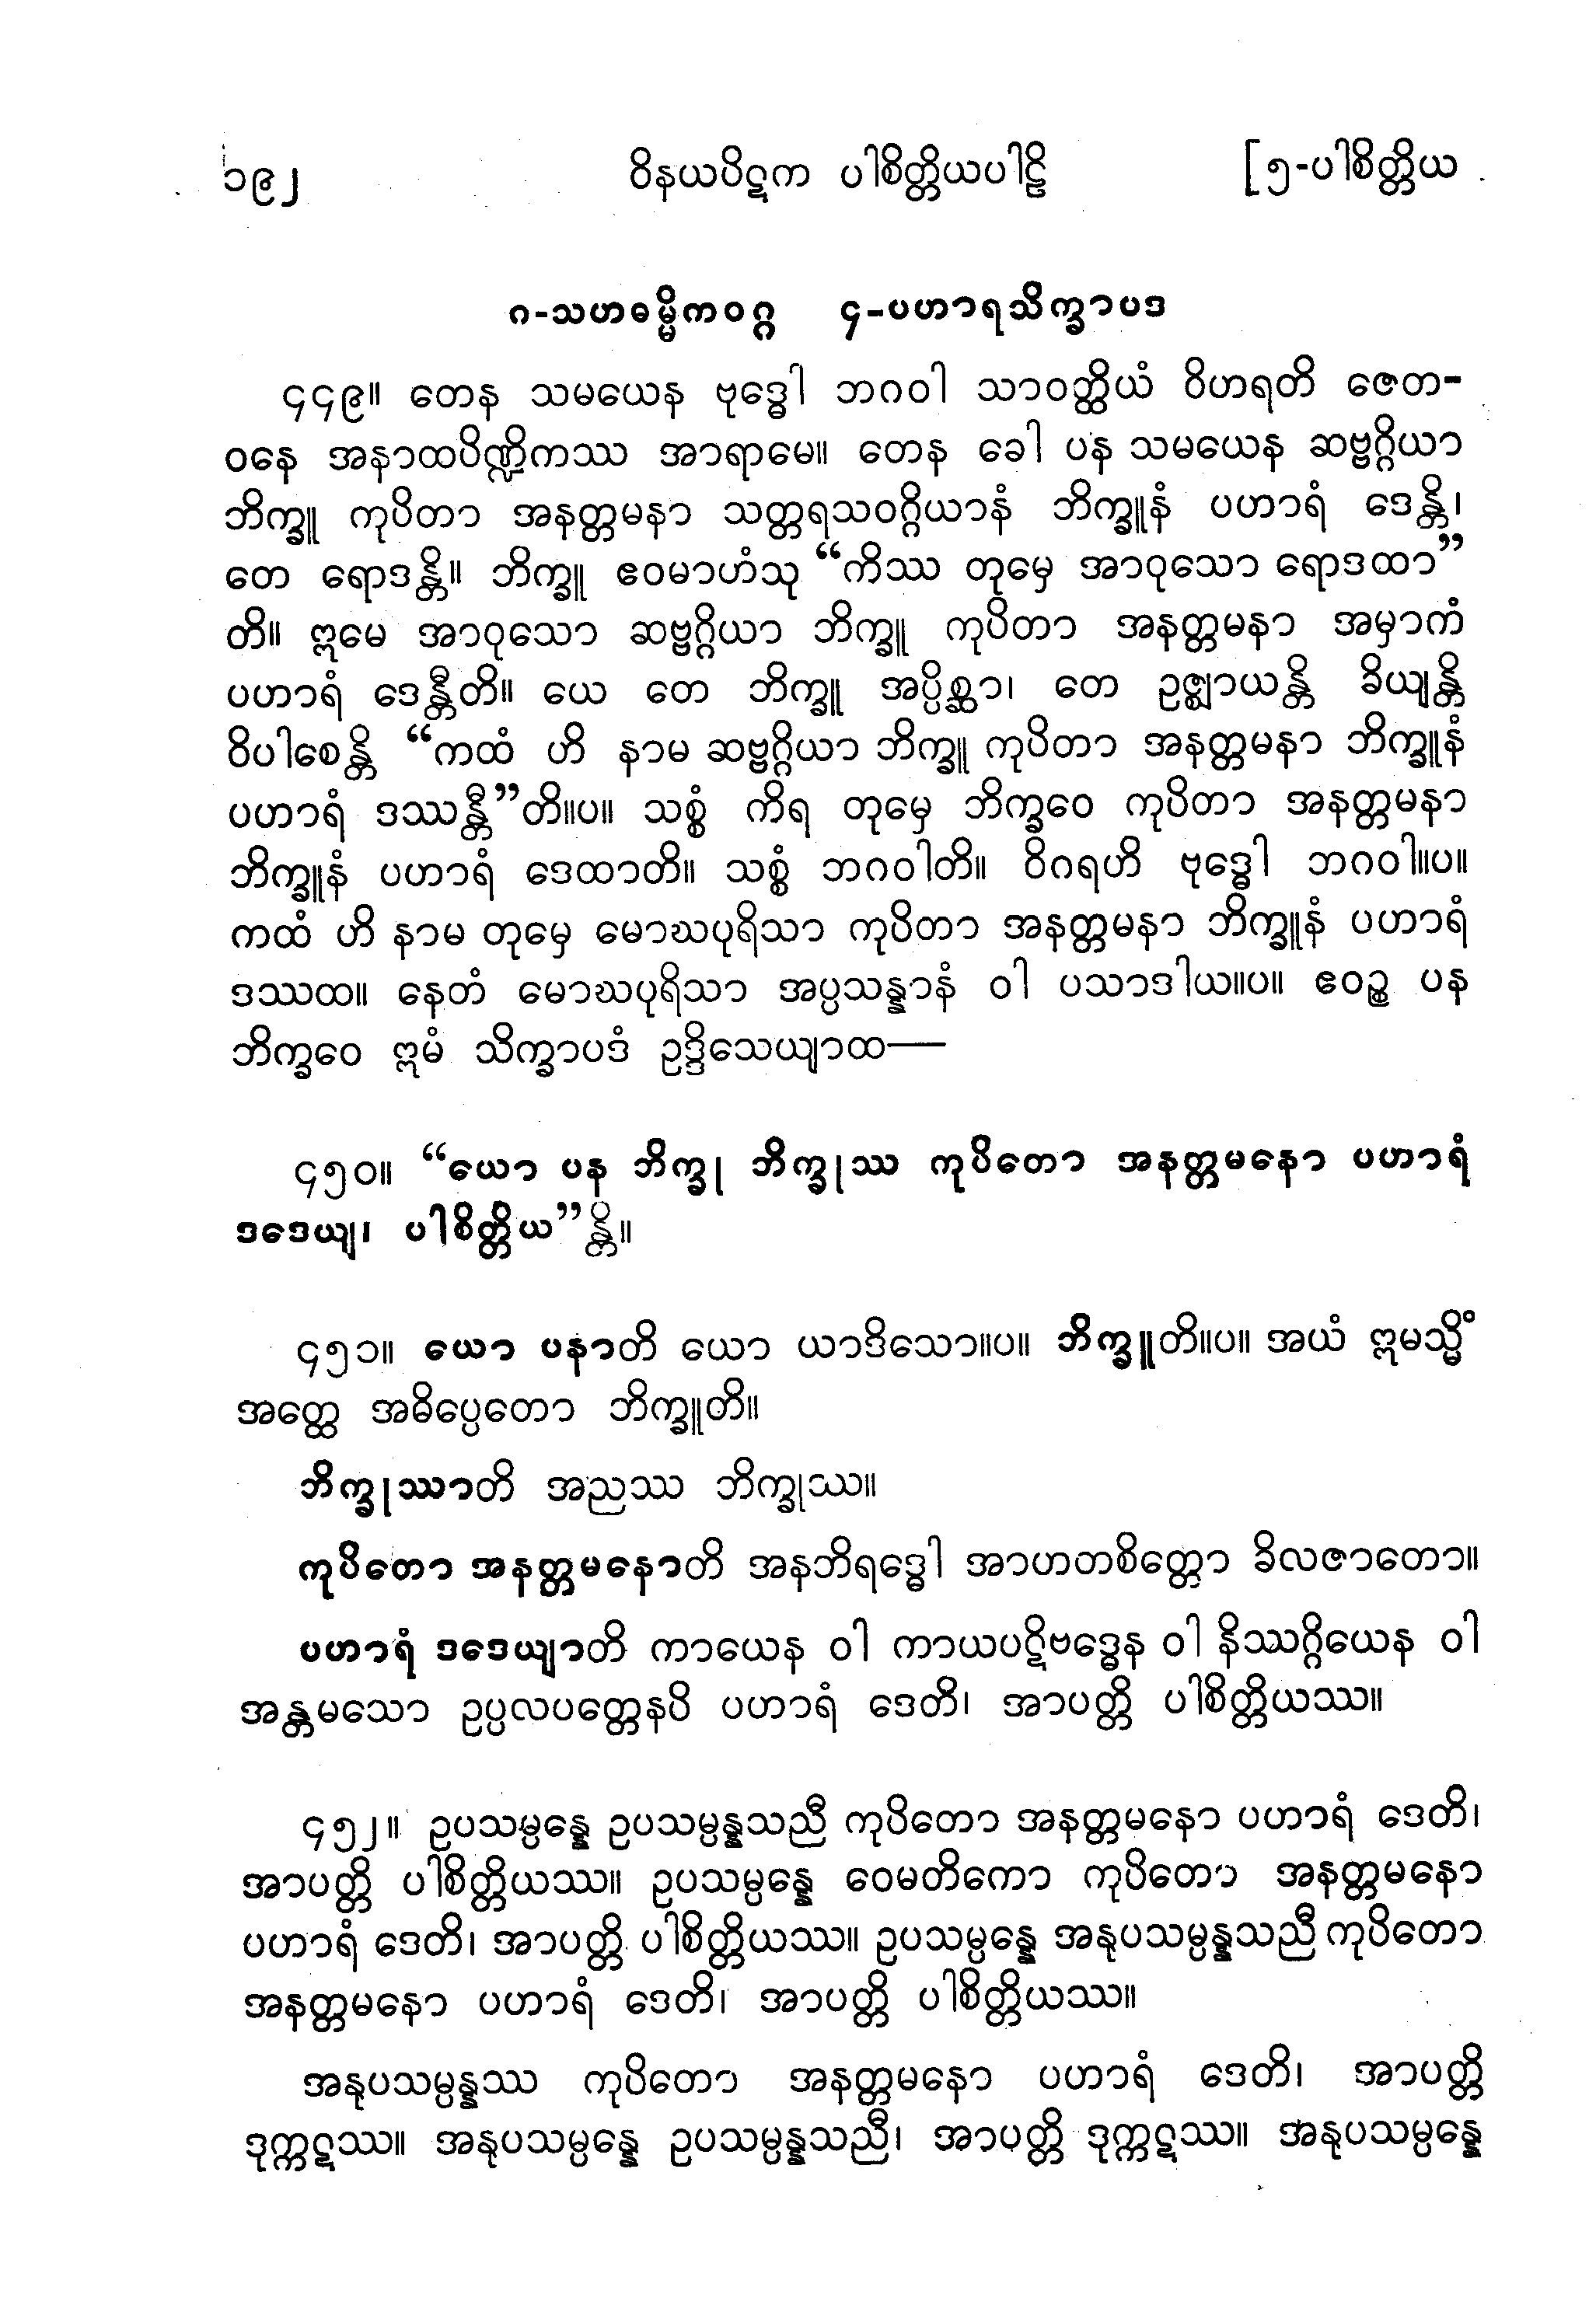 ၁၉၂ ဝိနယပိဋက ပါစိတ္တိယပါဠိ [၅-ပါစိတ္တိယ
ဂ-သဟဓမ္မိကဝဂ္ဂ ၄-ပဟာရသိက္ခာပဒ
၄၄၉။ တေန သမယေန ဗုဒ္ဓေါ ဘဂဝါ သာဝတ္ထိယံ ဝိဟရတိ ဇေတ-
ဝနေ အနာထပိဏ္ဍိကဿ အာရာမေ။ တေန ခေါ ပန သမယေန ဆဗ္ဗဂ္ဂိယာ
ဘိက္ခူ ကုပိတာ အနတ္တမနာ သတ္တရသဝဂ္ဂိယာနံ ဘိက္ခူနံ ပဟာရံ ဒေန္တိ၊
တေ ရောဒန္တိ။ ဘိက္ခူ ဧဝမာဟံသု “ကိဿ တုမှေ အာဝုသော ရောဒထာ”
တိ။ ဣမေ အာဝုသော ဆဗ္ဗဂ္ဂိယာ ဘိက္ခူ ကုပိတာ အနတ္တမနာ အမှာကံ
ပဟာရံ ဒေန္တီတိ။ ယေ တေ ဘိက္ခူ အပ္ပိစ္ဆာ၊ တေ ဥဇ္ဈာယန္တိ ခိယျန္တိ
ဝိပါစေန္တိ “ကထံ ဟိ နာမ ဆဗ္ဗဂ္ဂိယာ ဘိက္ခူ ကုပိတာ အနတ္တမနာ ဘိက္ခူနံ
ပဟာရံ ဒဿန္တီ”တိ။ပ။ သစ္စံ ကိရ တုမှေ ဘိက္ခဝေ ကုပိတာ အနတ္တမနာ
ဘိက္ခူနံ ပဟာရံ ဒေထာတိ။ သစ္စံ ဘဂဝါတိ။ ဝိဂရဟိ ဗုဒ္ဓေါ ဘဂဝါ။ပ။
ကထံ ဟိ နာမ တုမှေ မောဃပုရိသာ ကုပိတာ အနတ္တမနာ ဘိက္ခူနံ ပဟာရံ
ဒဿထ။ နေတံ မောဃပုရိသာ အပ္ပသန္နာနံ ဝါ ပသာဒါယ။ပ။ ဧဝဉ္စ ပန
ဘိက္ခဝေ ဣမံ သိက္ခာပဒံ ဥဒ္ဒိသေယျာထ—
၄၅၀။ “ယော ပန ဘိက္ခု ဘိက္ခုဿ ကုပိတော အနတ္တမနော ပဟာရံ
ဒဒေယျ၊ ပါစိတ္တိယ”န္တိ။
၄၅၁။ ယော ပနာတိ ယော ယာဒိသော။ပ။ ဘိက္ခူတိ။ပ။ အယံ ဣမသ္မိံ
အတ္ထေ အဓိပ္ပေတော ဘိက္ခူတိ။
ဘိက္ခုဿာတိ အညဿ ဘိက္ခုဿ။
ကုပိတော အနတ္တမနောတိ အနဘိရဒ္ဓေါ အာဟတစိတ္တော ခိလဇာတော။
ပဟာရံ ဒဒေယျာတိ ကာယေန ဝါ ကာယပဋိဗဒ္ဓေန ဝါ နိဿဂ္ဂိယေန ဝါ
အန္တမသော ဥပ္ပလပတ္တေနပိ ပဟာရံ ဒေတိ၊ အာပတ္တိ ပါစိတ္တိယဿ။
၄၅၂။ ဥပသမ္ပန္နေ ဥပသမ္ပန္နသညီ ကုပိတော အနတ္တမနော ပဟာရံ ဒေတိ၊
အာပတ္တိ ပါစိတ္တိယဿ။ ဥပသမ္ပန္နေ ဝေမတိကော ကုပိတော အနတ္တမနော
ပဟာရံ ဒေတိ၊ အာပတ္တိ ပါစိတ္တိယဿ။ ဥပသမ္ပန္နေ အနုပသမ္ပန္နသညီ ကုပိတော
အနတ္တမနော ပဟာရံ ဒေတိ၊ အာပတ္တိ ပါစိတ္တိယဿ။
အနုပသမ္ပန္နဿ ကုပိတော အနတ္တမနော ပဟာရံ ဒေတိ၊ အာပတ္တိ
ဒုက္ကဋဿ။ အနုပသမ္ပန္နေ ဥပသမ္ပန္နသညီ၊ အာပတ္တိ ဒုက္ကဋဿ။ အနုပသမ္ပန္နေ